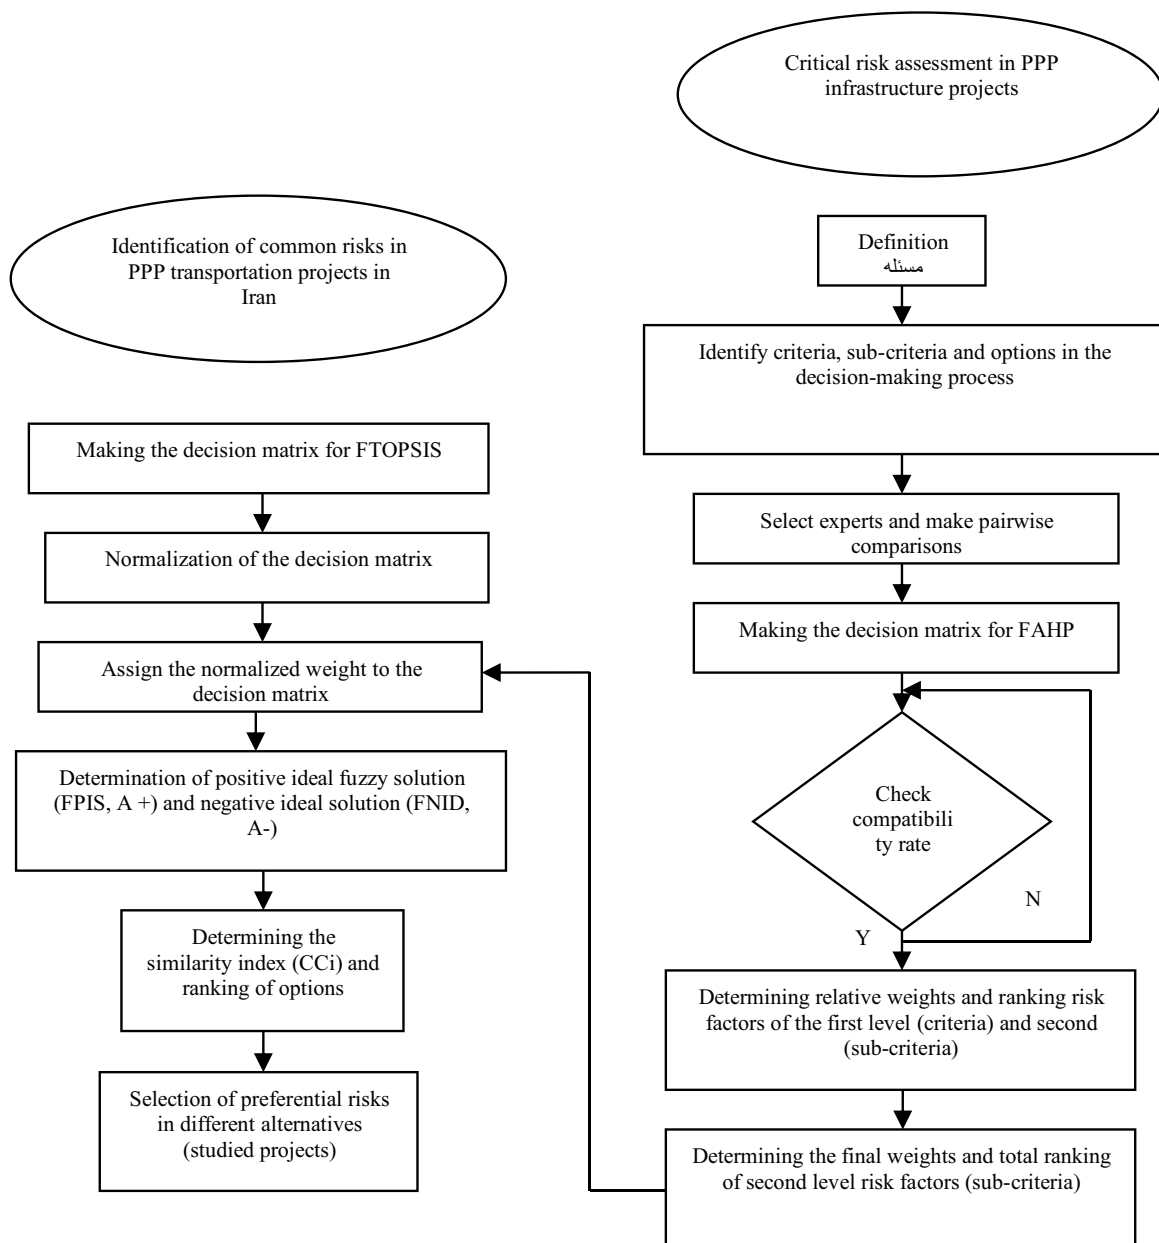 Critical risk assessment in PPP
infrastructure projects
Definition
مسئله
Identify criteria, sub-criteria and options in the
decision-making process
Select experts and make pairwise
comparisons
Making the decision matrix for FAHP
Check
compatibili
ty rate
N
Y
Determining relative weights and ranking risk
factors of the first level (criteria) and second
(sub-criteria)
Determining the final weights and total ranking
of second level risk factors (sub-criteria)
Identification of common risks in
PPP transportation projects in
Iran
Making the decision matrix for FTOPSIS
Normalization of the decision matrix
Assign the normalized weight to the
decision matrix
Determination of positive ideal fuzzy solution
(FPIS, A +) and negative ideal solution (FNID,
A-)
Determining the
similarity index (CCi) and
ranking of options
Selection of preferential risks
in different alternatives
(studied projects)